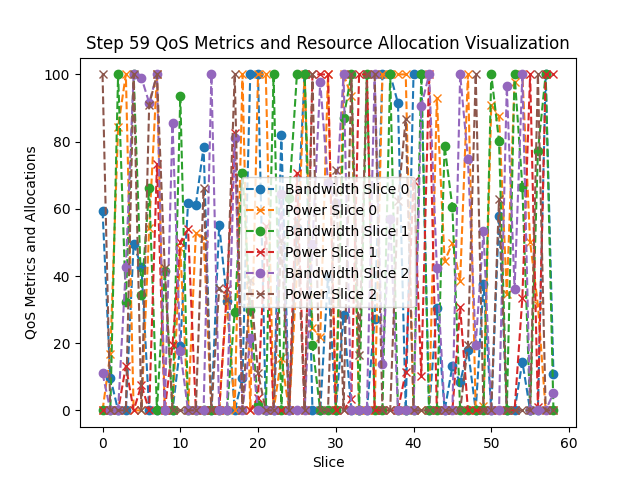 Step 59 QoS Metrics and Resource Allocation Visualization
QoS Metrics and Allocations
100
80
60
40
20
0
Bandwidth Slice 0
Power Slice 0
Bandwidth Slice 1
Power Slice 1
Bandwidth Slice 2
Power Slice 2
0 10 20 30 40 50 60
Slice